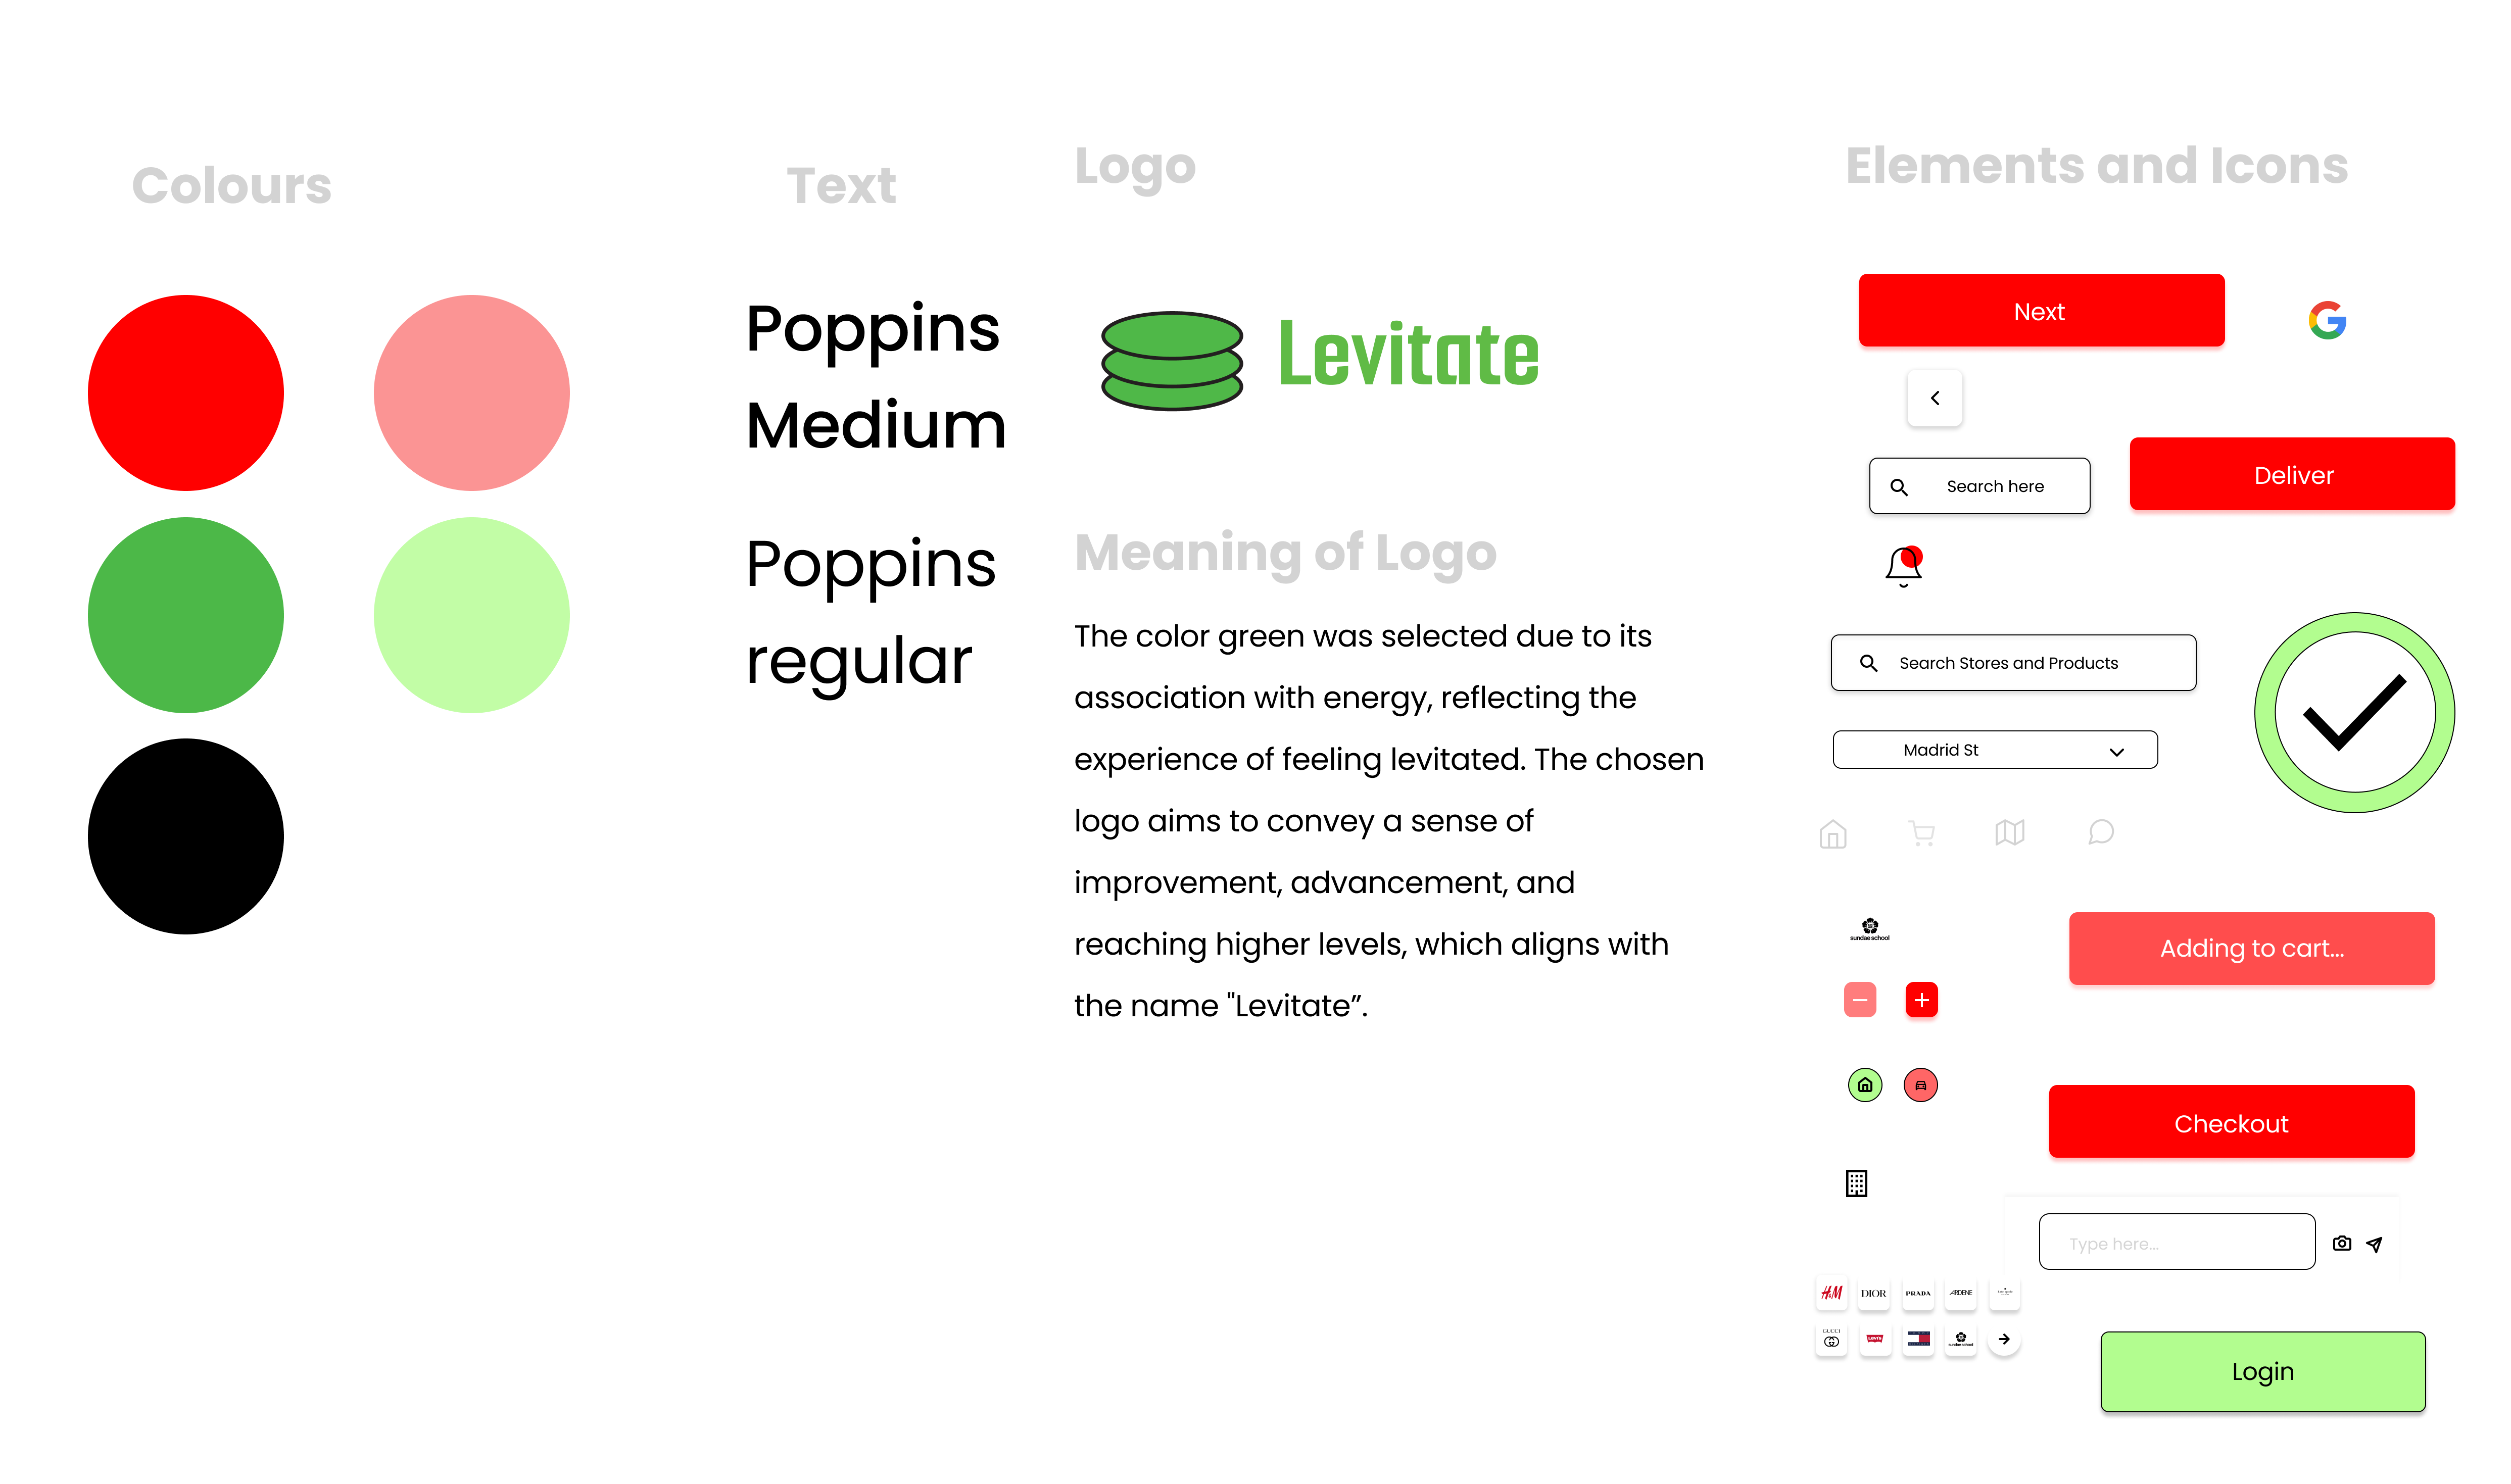 Colours
Text
Poppins
Medium
Poppins
regular
Logo
Levitate
Meaning of Logo
The color green was selected due to its
association with energy, reflecting the
experience of feeling levitated. The chosen
logo aims to convey a sense of
improvement, advancement, and
reaching higher levels, which aligns with
the name "Levitate”.
Elements and Icons
Next
Deliver
Search here
Search Stores and Products
Madrid St
sundae school
Adding to cart...
Checkout
Type here...
H&M
DIOR
PRADA
ARDENE
GUCCI
Levi's
sundae school
Login